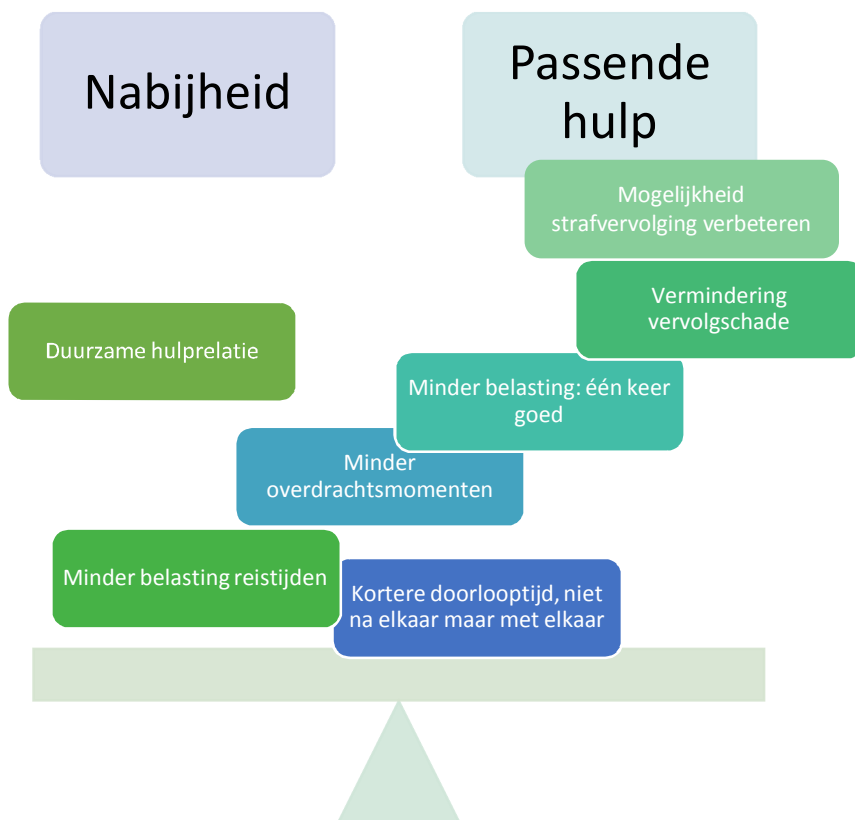 Nabijheid
Passende
hulp
Mogelijkheid
strafvervolging verbeteren
Vermindering
vervolgschade
Duurzame hulprelatie
Minder belasting: één keer
goed
Minder
overdrachtsmomenten
Minder belasting reistijden
Kortere doorlooptijd, niet
na elkaar maar met elkaar